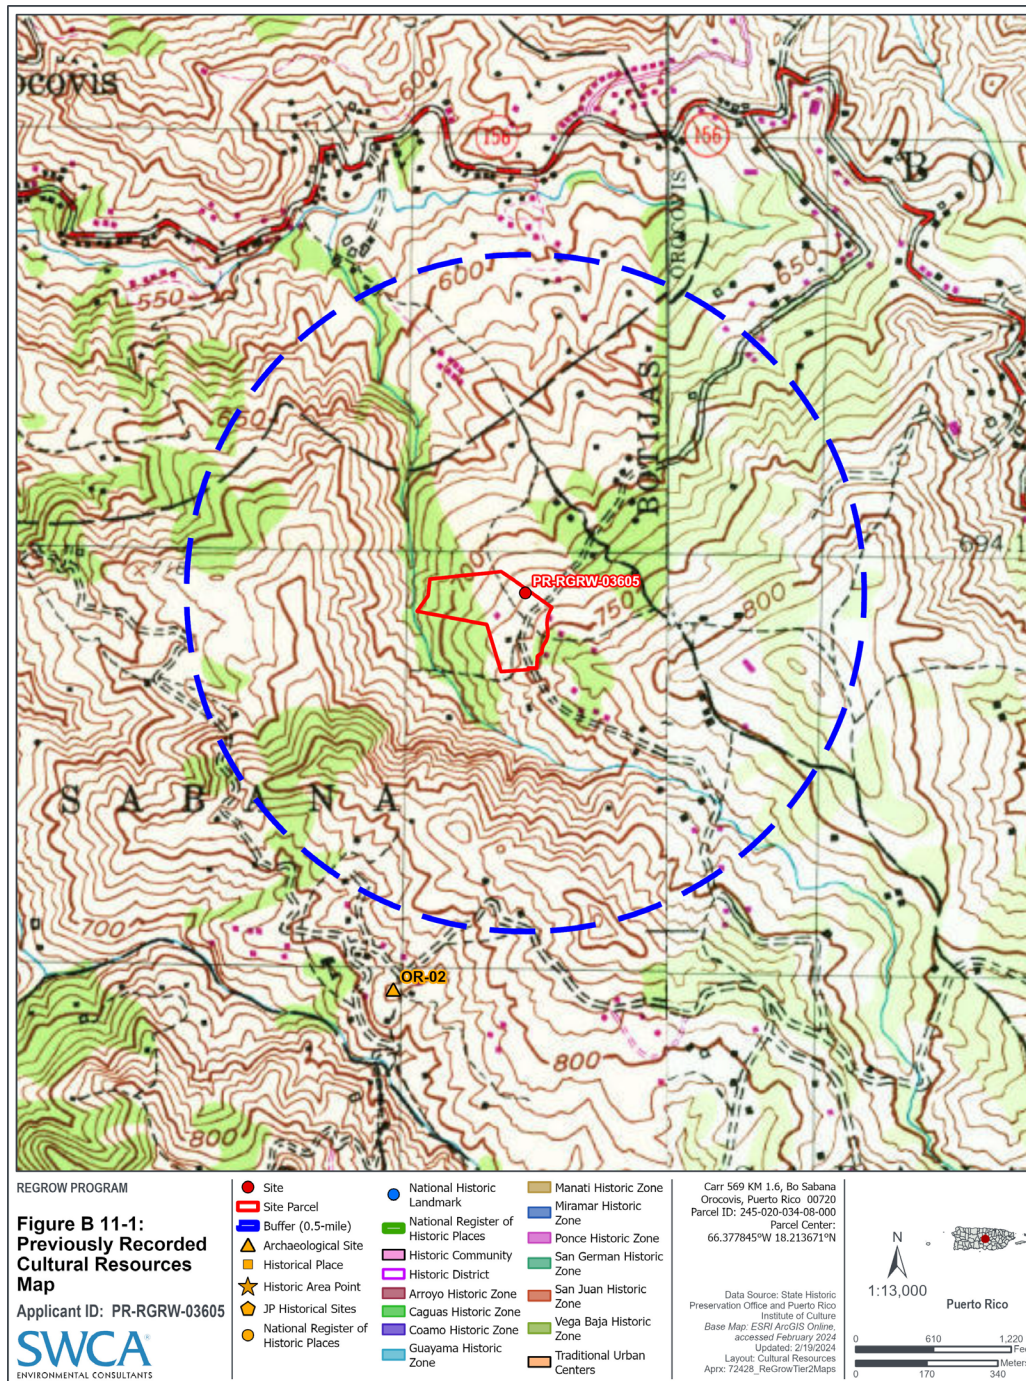 OCOVIS
600
156
156
B O
OROCOVIS
650
600
550
650
BOTIJAS
694.1
PR-RGRW-03605
750
800
S A B A N A
700
OR-02
800
800
REGROW PROGRAM
Figure B 11-1:
Previously Recorded
Cultural Resources
Map
Applicant ID: PR-RGRW-03605
SWCA®
ENVIRONMENTAL CONSULTANTS
Site
Site Parcel
Buffer (0.5-mile)
Archaeological Site
Historical Place
Historic Area Point
JP Historical Sites
National Register of
Historic Places
National Historic
Landmark
National Register of
Historic Places
Historic Community
Historic District
Arroyo Historic Zone
Caguas Historic Zone
Coamo Historic Zone
Guayama Historic
Zone
Manati Historic Zone
Miramar Historic
Zone
Ponce Historic Zone
San German Historic
Zone
San Juan Historic
Zone
Vega Baja Historic
Zone
Traditional Urban
Centers
Carr 569 KM 1.6, Bo Sabana
Orocovis, Puerto Rico 00720
Parcel ID: 245-020-034-08-000
Parcel Center:
66.377845°W 18.213671°N
Data Source: State Historic
Preservation Office and Puerto Rico
Institute of Culture
Base Map: ESRI ArcGIS Online,
accessed February 2024
Updated: 2/19/2024
Layout: Cultural Resources
Aprx: 72428_ReGrowTier2Maps
N
1:13,000
Puerto Rico
0 610 1,220
Fee
Meters
0 170 340